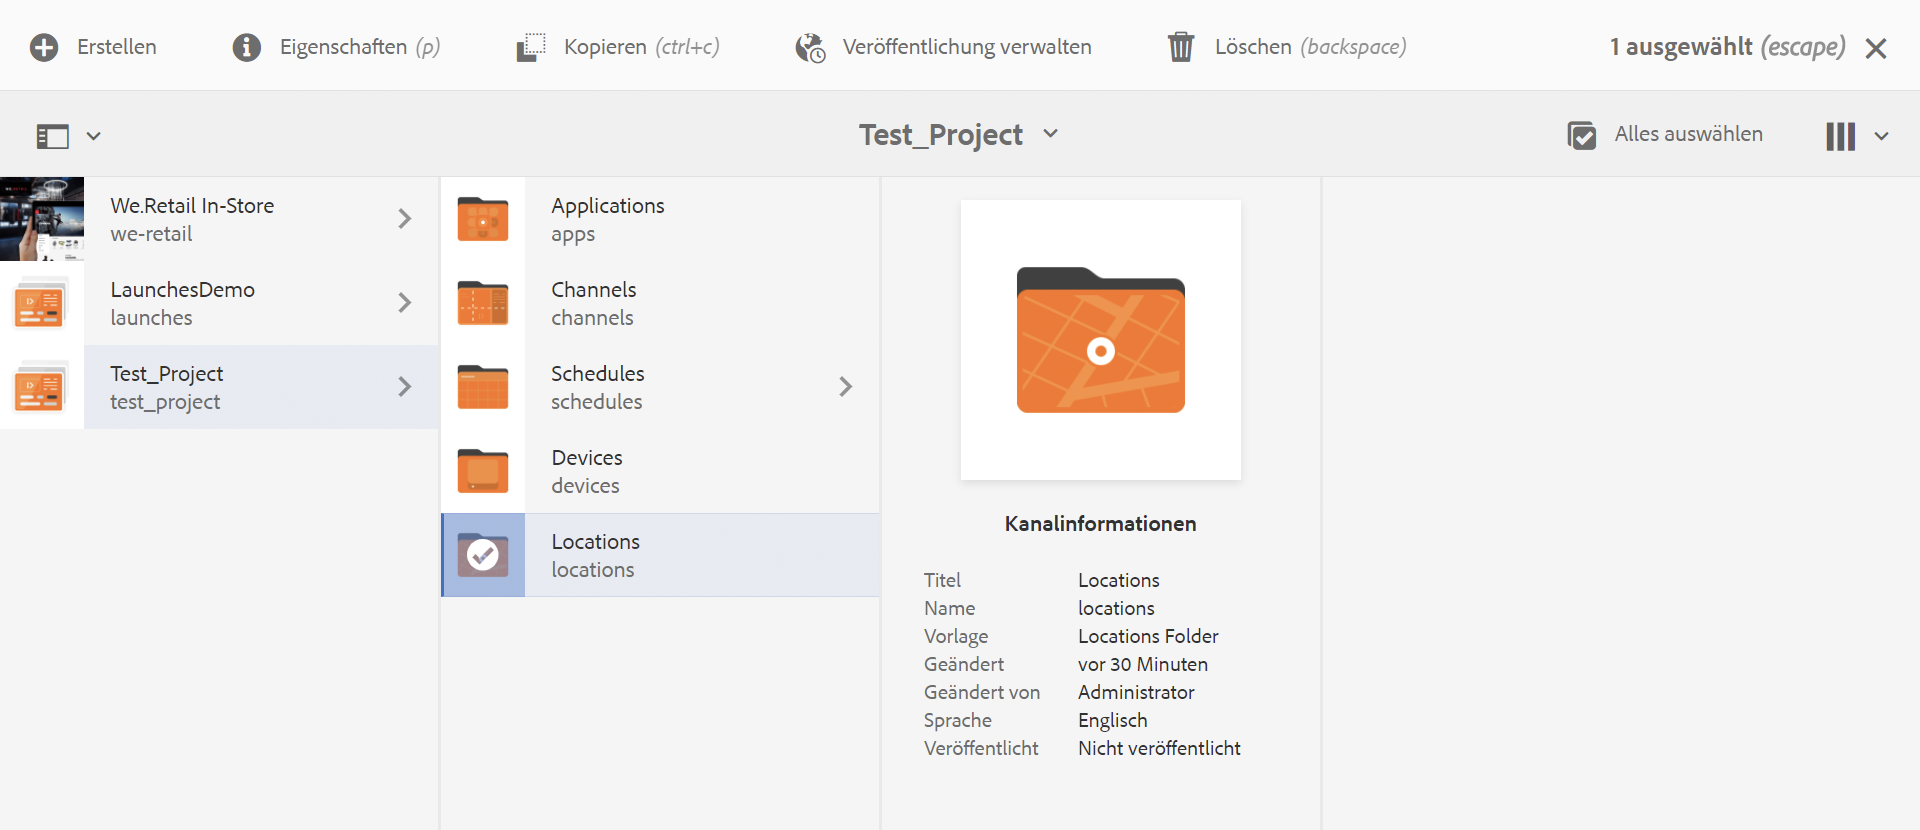 Erstellen
Eigenschaften (p)
Kopieren (ctrl+c)
Veröffentlichung verwalten
Löschen (backspace)
1 ausgewählt (escape)
Test_Project
Alles auswählen
We.Retail In-Store
we-retail
LaunchesDemo
launches
Test_Project
test_project
Applications
apps
Channels
channels
Schedules
schedules
Devices
devices
Locations
locations
Kanalinformationen
Titel Locations
Name locations
Vorlage Locations Folder
Geändert vor 30 Minuten
Geändert von Administrator
Sprache Englisch
Veröffentlicht Nicht veröffentlicht